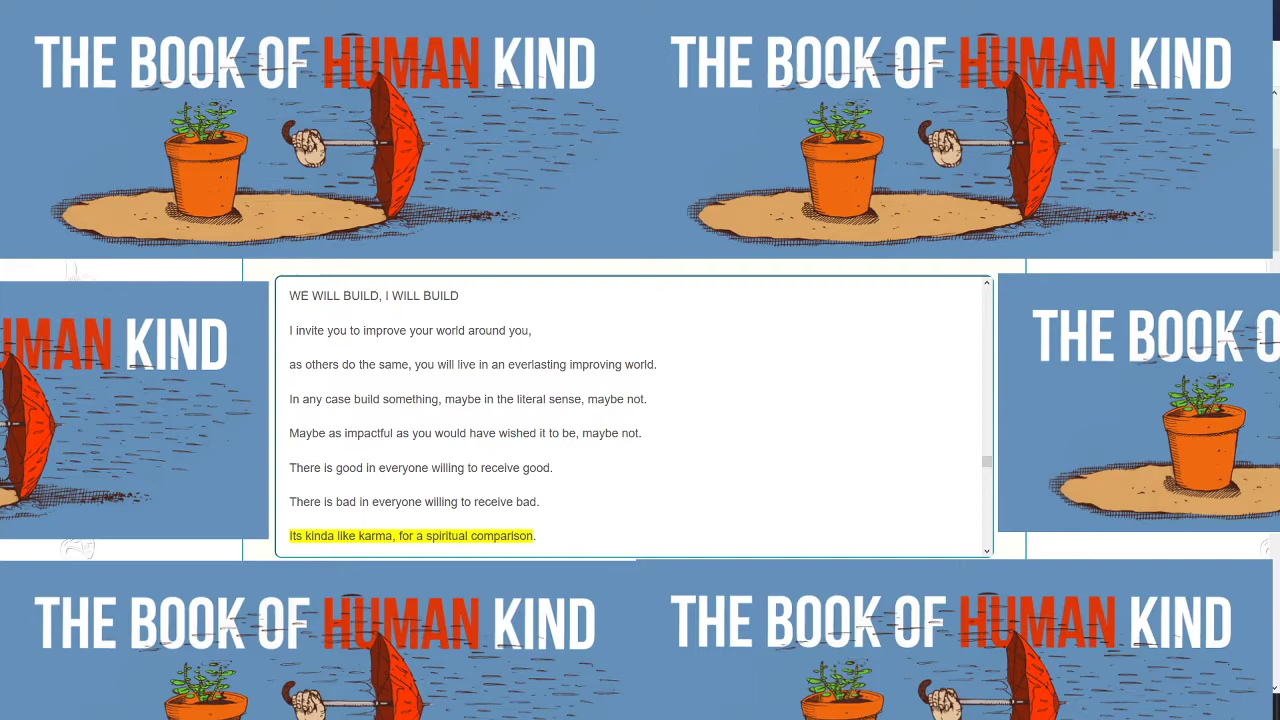 THE BOOK OF HUMAN KIND
THE BOOK OF HUMAN KIND
WE WILL BUILD, I WILL BUILD
I invite you to improve your world around you,
as others do the same, you will live in an everlasting improving world.
In any case build something, maybe in the literal sense, maybe not.
Maybe as impactful as you would have wished it to be, maybe not.
There is good in everyone willing to receive good.
There is bad in everyone willing to receive bad.
Its kinda like karma, for a spiritual comparison.
UMAN KIND
THE BOOK O
THE BOOK OF HUMAN KIND
THE BOOK OF HUMAN KIND